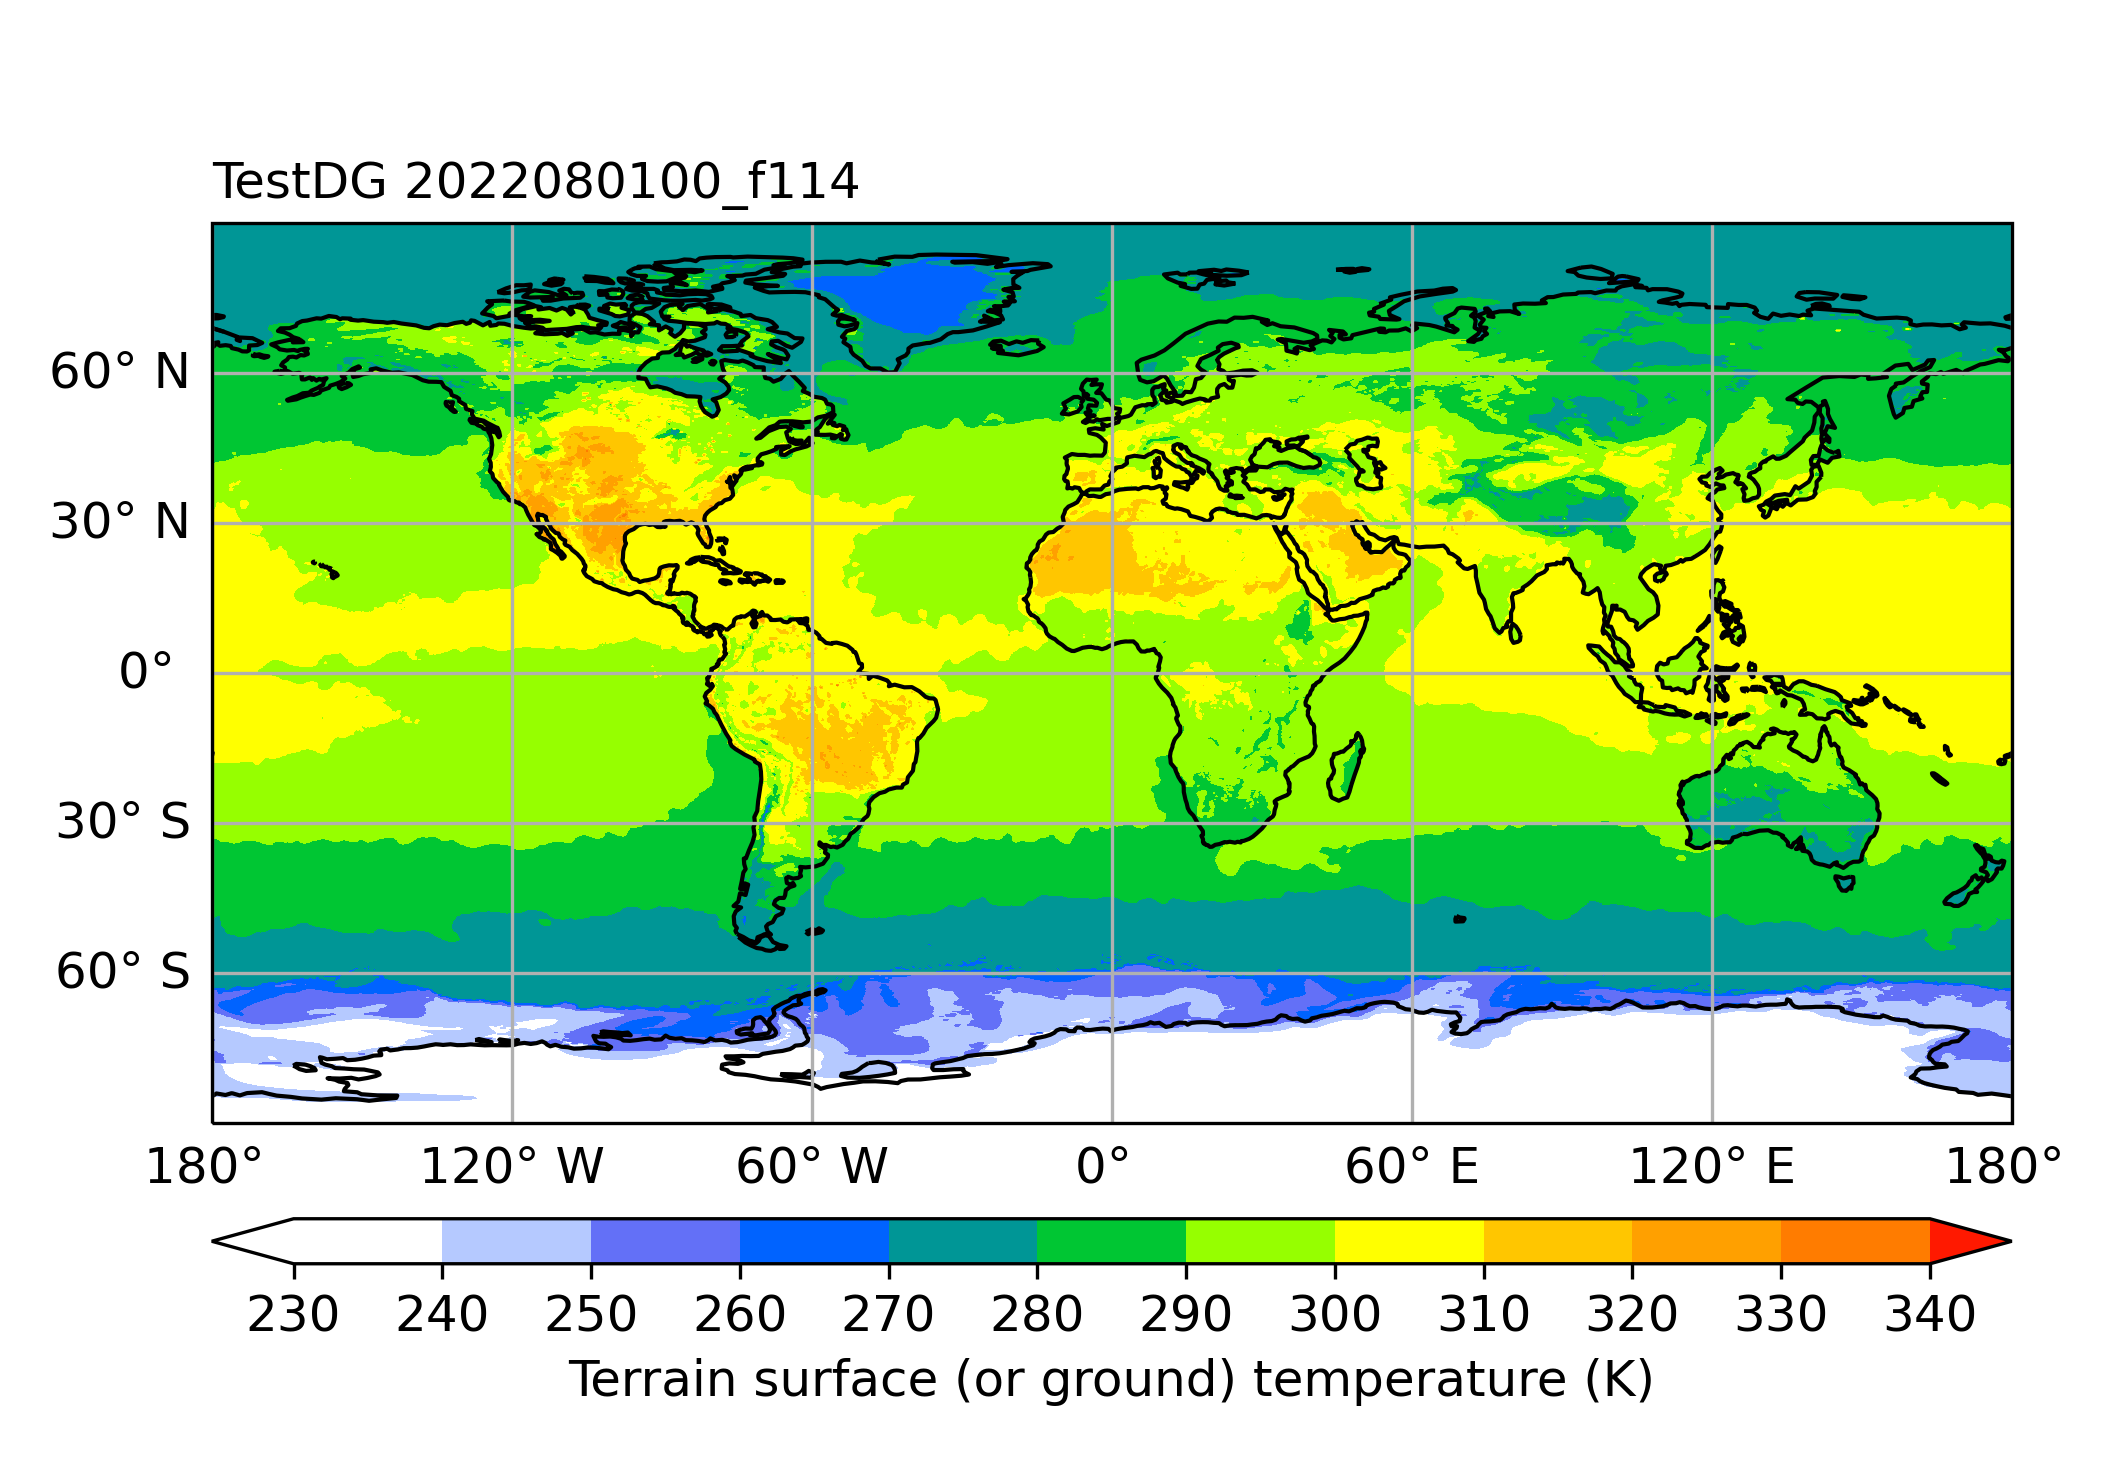 TestDG 2022080100_f114
60° N
30° N
0°
30° S
60° S
180° 120° W 60° W 0° 60° E 120° E 180°
230 240 250 260 270 280 290 300 310 320 330 340
Terrain surface (or ground) temperature (K)